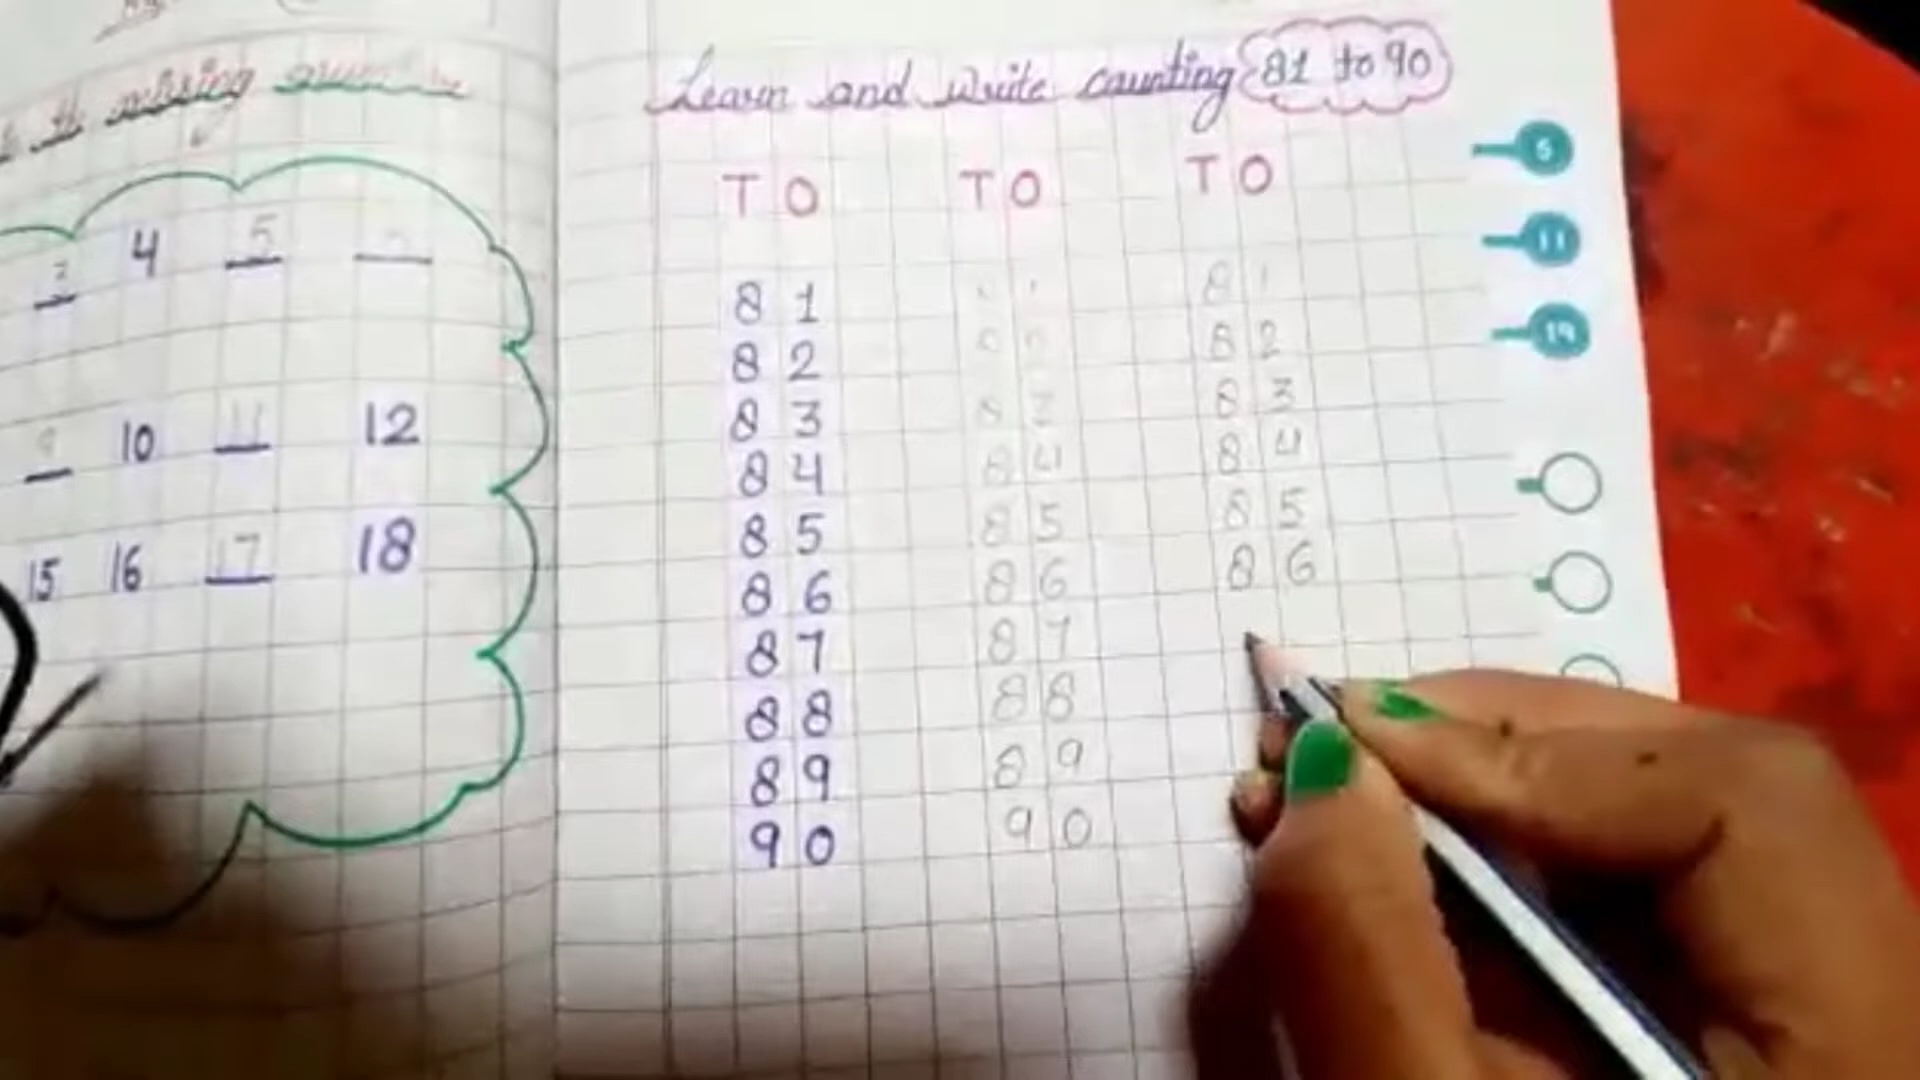 the missing
4 5
10 11 12
15 16 17 18
Learn and write counting 81 to 90
T O T O T O
8 1 8 1
8 2 8 2
8 3 8 3 8 3
8 4 8 4 8 4
8 5 8 5 8 5
8 6 8 6 8 6
8 7 8 7
8 8 8 8
8 9 8 9
9 0 9 0
5
11